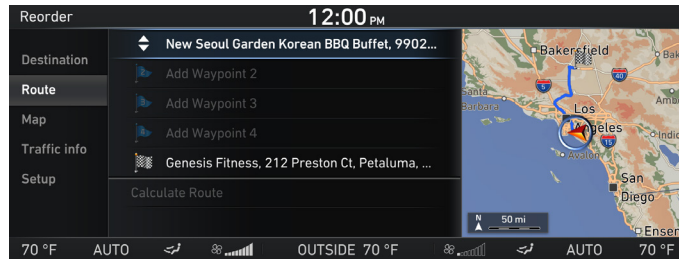 Reorder
12:00 PM
Destination
Route
Map
Traffic info
Setup
New Seoul Garden Korean BBQ Buffet, 9902...
Add Waypoint 2
Add Waypoint 3
Add Waypoint 4
Genesis Fitness, 212 Preston Ct, Petaluma, ...
Calculate Route
Bakersfield
Bak
40
5
Santa
Barbara
Los
Angeles
Amb
15
Indio
Avalon
San
Diego
N
50 mi
Ensen
70 °F
AUTO
OUTSIDE 70 °F
AUTO
70 °F